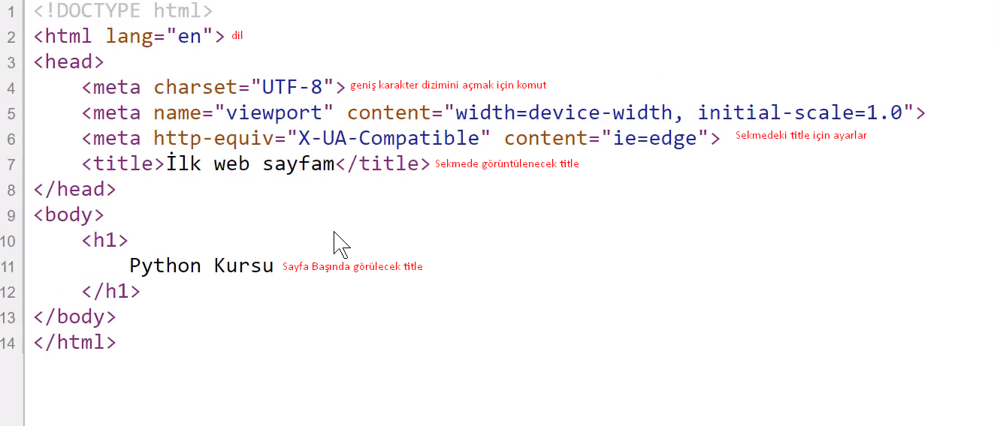 1 <!DOCTYPE html>
2 <html lang="en"> dil
3 <head>
4 <meta charset="UTF-8"> geniş karakter dizimini açmak için komut
5 <meta name="viewport" content="width=device-width, initial-scale=1.0">
6 <meta http-equiv="X-UA-Compatible" content="ie=edge"> Sekmedeki title için ayarlar
7 <title>İlk web sayfam</title> Sekmede görüntülenecek title
8 </head>
9 <body>
10 <h1>
11 Python Kursu Sayfa Başında görülecek title
12 </h1>
13 </body>
14 </html>